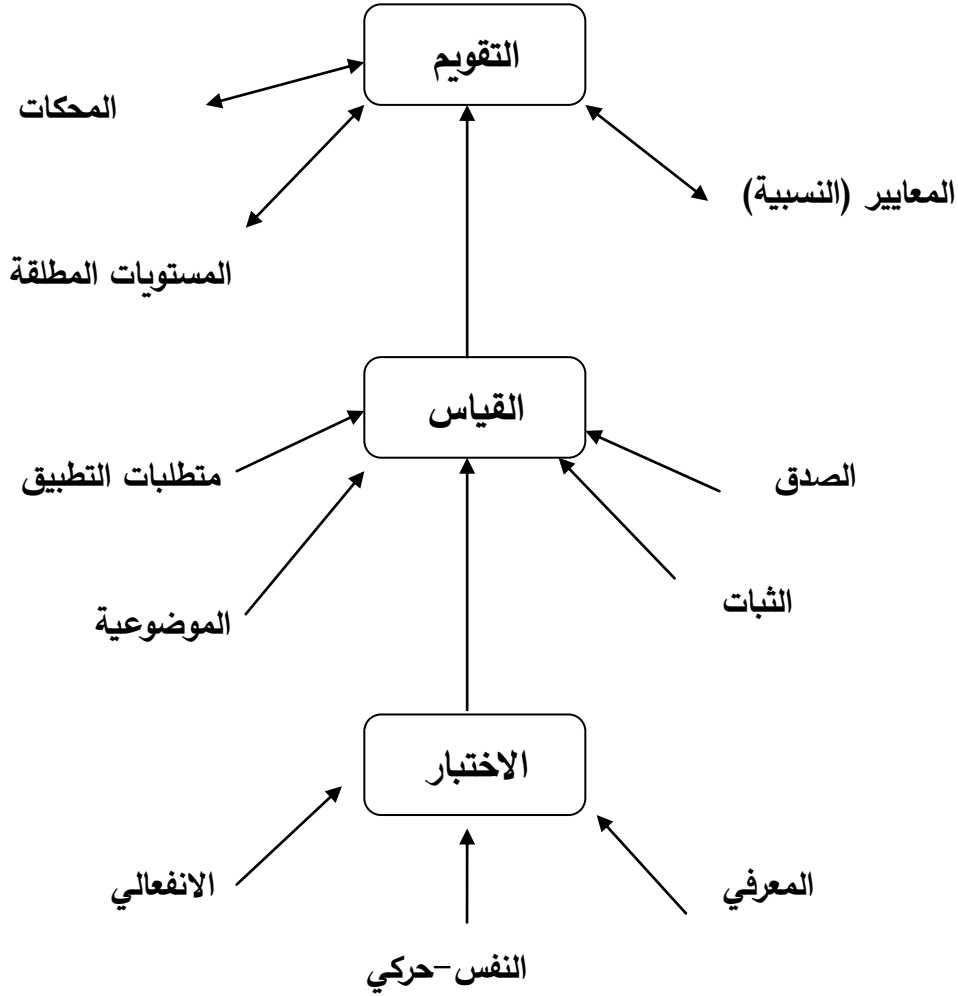 التقويم
المحكات
المعايير (النسبية)
المستويات المطلقة
القياس
الصدق
متطلبات التطبيق
الثبات
الموضوعية
الاختبار
المعرفي
الانفعالي
النفس-حركي